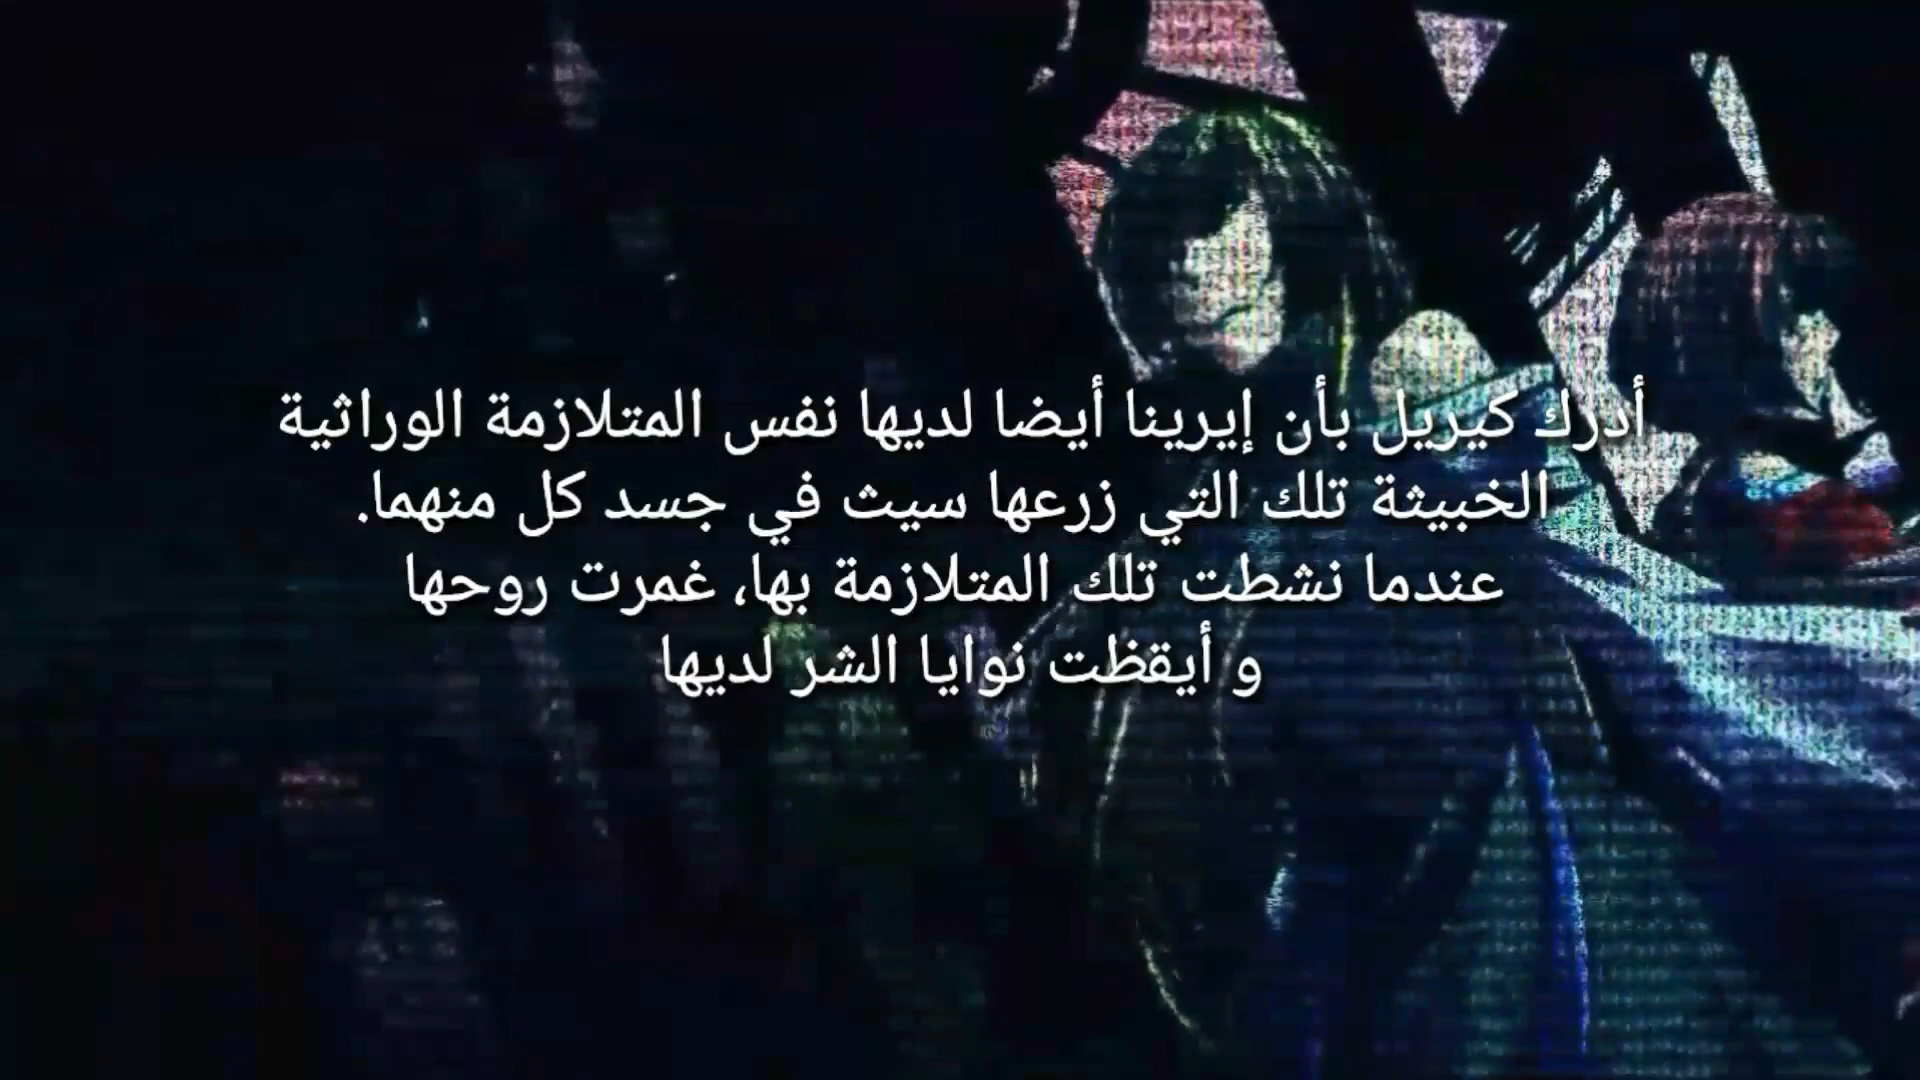 أدرك كيريل بأن إيرينا أيضا لديها نفس المتلازمة الوراثية
الخبيثة تلك التي زرعها سيث في جسد كل منهما.
عندما نشطت تلك المتلازمة بها، غمرت روحها
و أيقظت نوايا الشر لديها